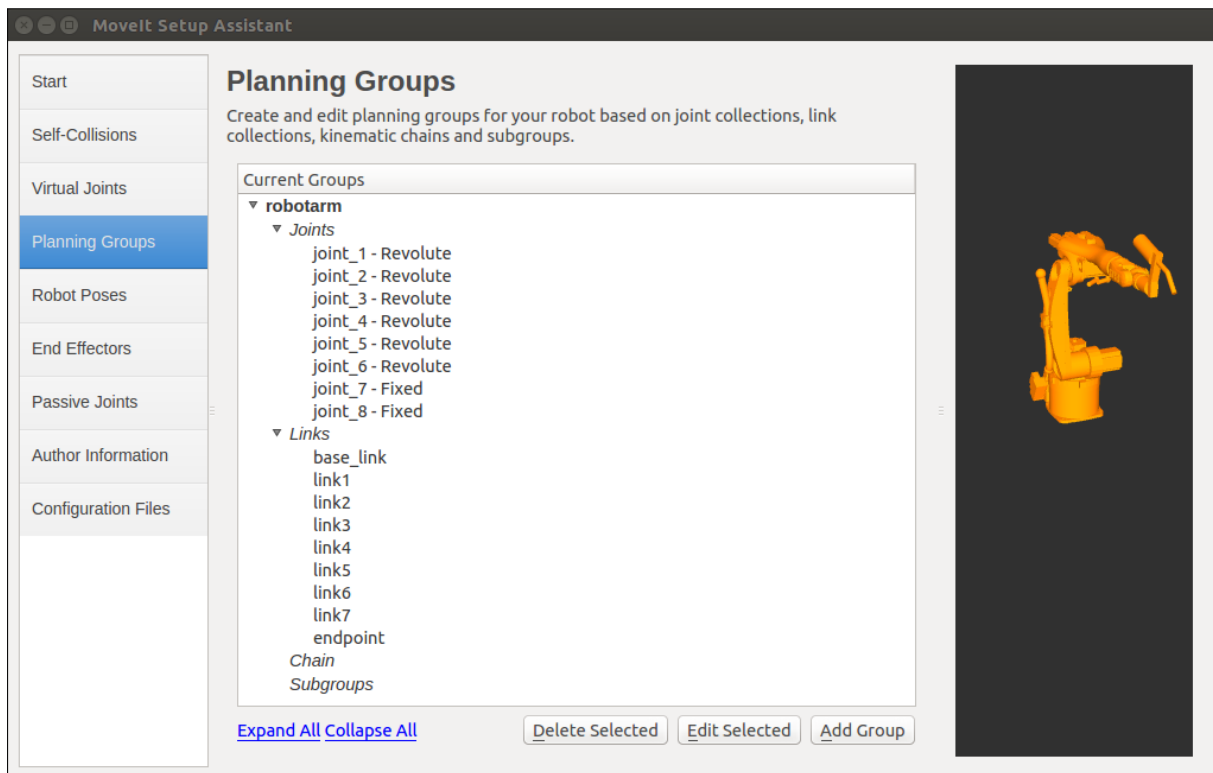 MoveIt Setup Assistant
Start
Self-Collisions
Virtual Joints
Planning Groups
Robot Poses
End Effectors
Passive Joints
Author Information
Configuration Files
Planning Groups
Create and edit planning groups for your robot based on joint collections, link
collections, kinematic chains and subgroups.
Current Groups
robotarm
Joints
joint_1 - Revolute
joint_2 - Revolute
joint_3 - Revolute
joint_4 - Revolute
joint_5 - Revolute
joint_6 - Revolute
joint_7 - Fixed
joint_8 - Fixed
Links
base_link
link1
link2
link3
link4
link5
link6
link7
endpoint
Chain
Subgroups
Expand All Collapse All
Delete Selected
Edit Selected
Add Group